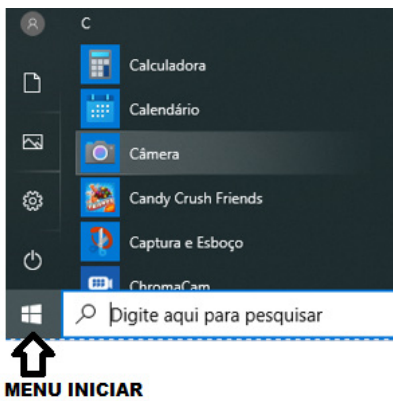 C
Calculadora
Calendário
Câmera
Candy Crush Friends
Captura e Esboço
ChromaCam
Digite aqui para pesquisar
MENU INICIAR